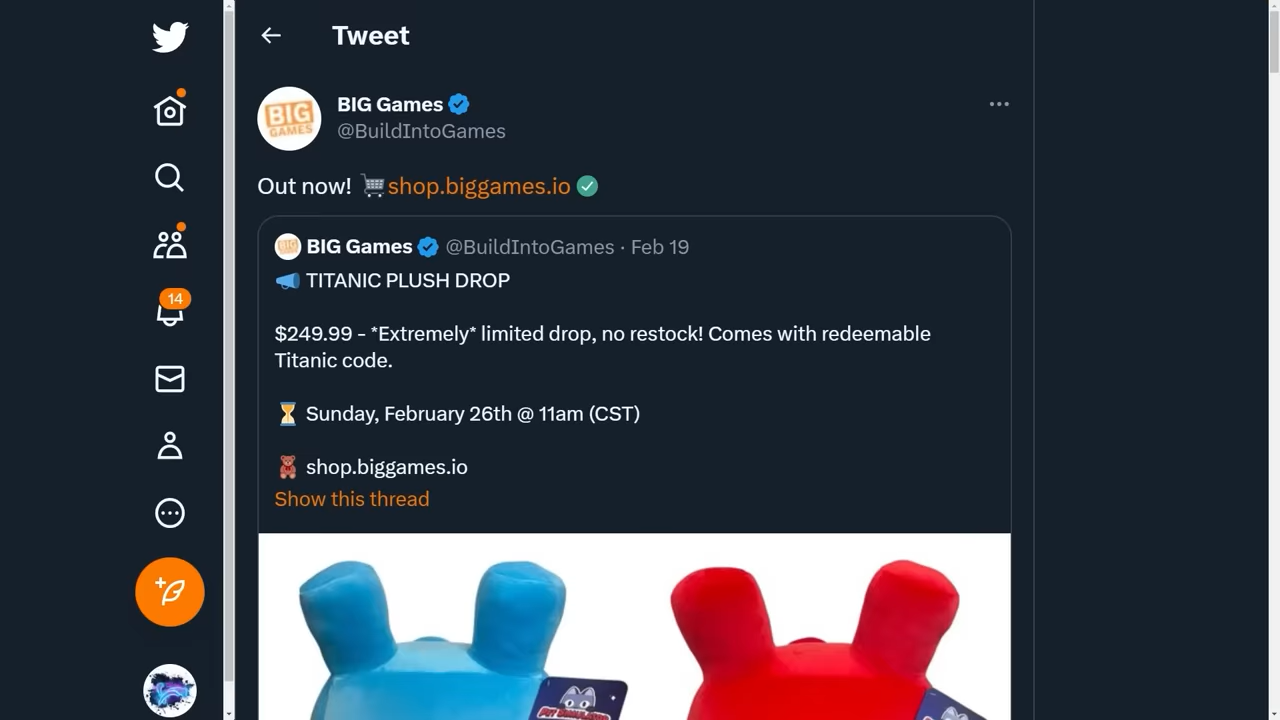 Tweet
BIG GAMES
BIG Games
@BuildIntoGames
Out now! shop.biggames.io
BIG Games @BuildIntoGames · Feb 19
TITANIC PLUSH DROP
$249.99 - *Extremely* limited drop, no restock! Comes with redeemable
Titanic code.
14
Sunday, February 26th @ 11am (CST)
shop.biggames.io
Show this thread